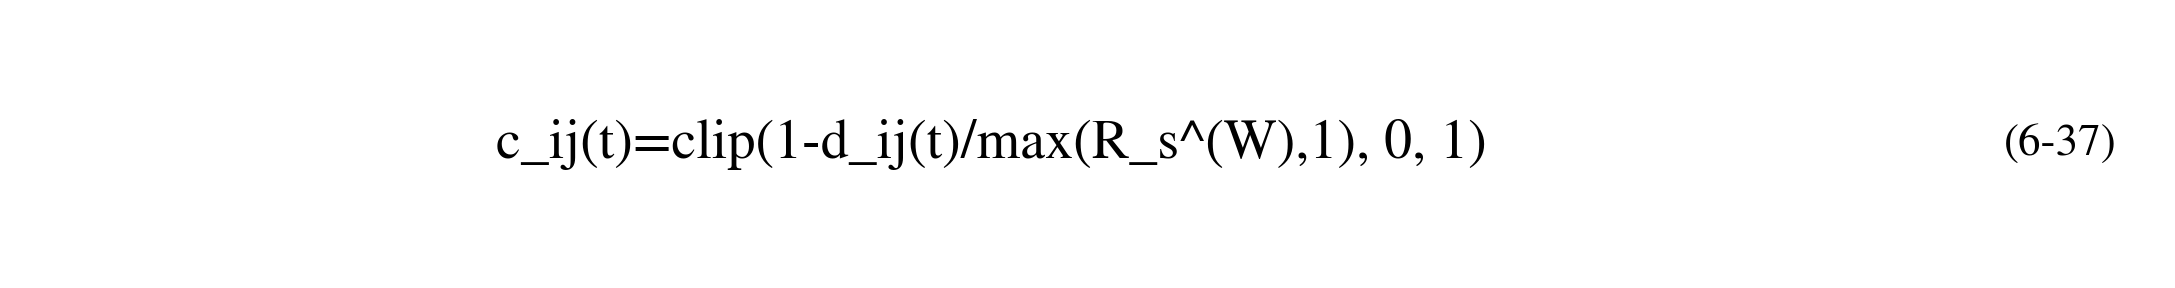 c_ij(t)=clip(1-d_ij(t)/max(R_s^(W),1), 0, 1) (6-37)